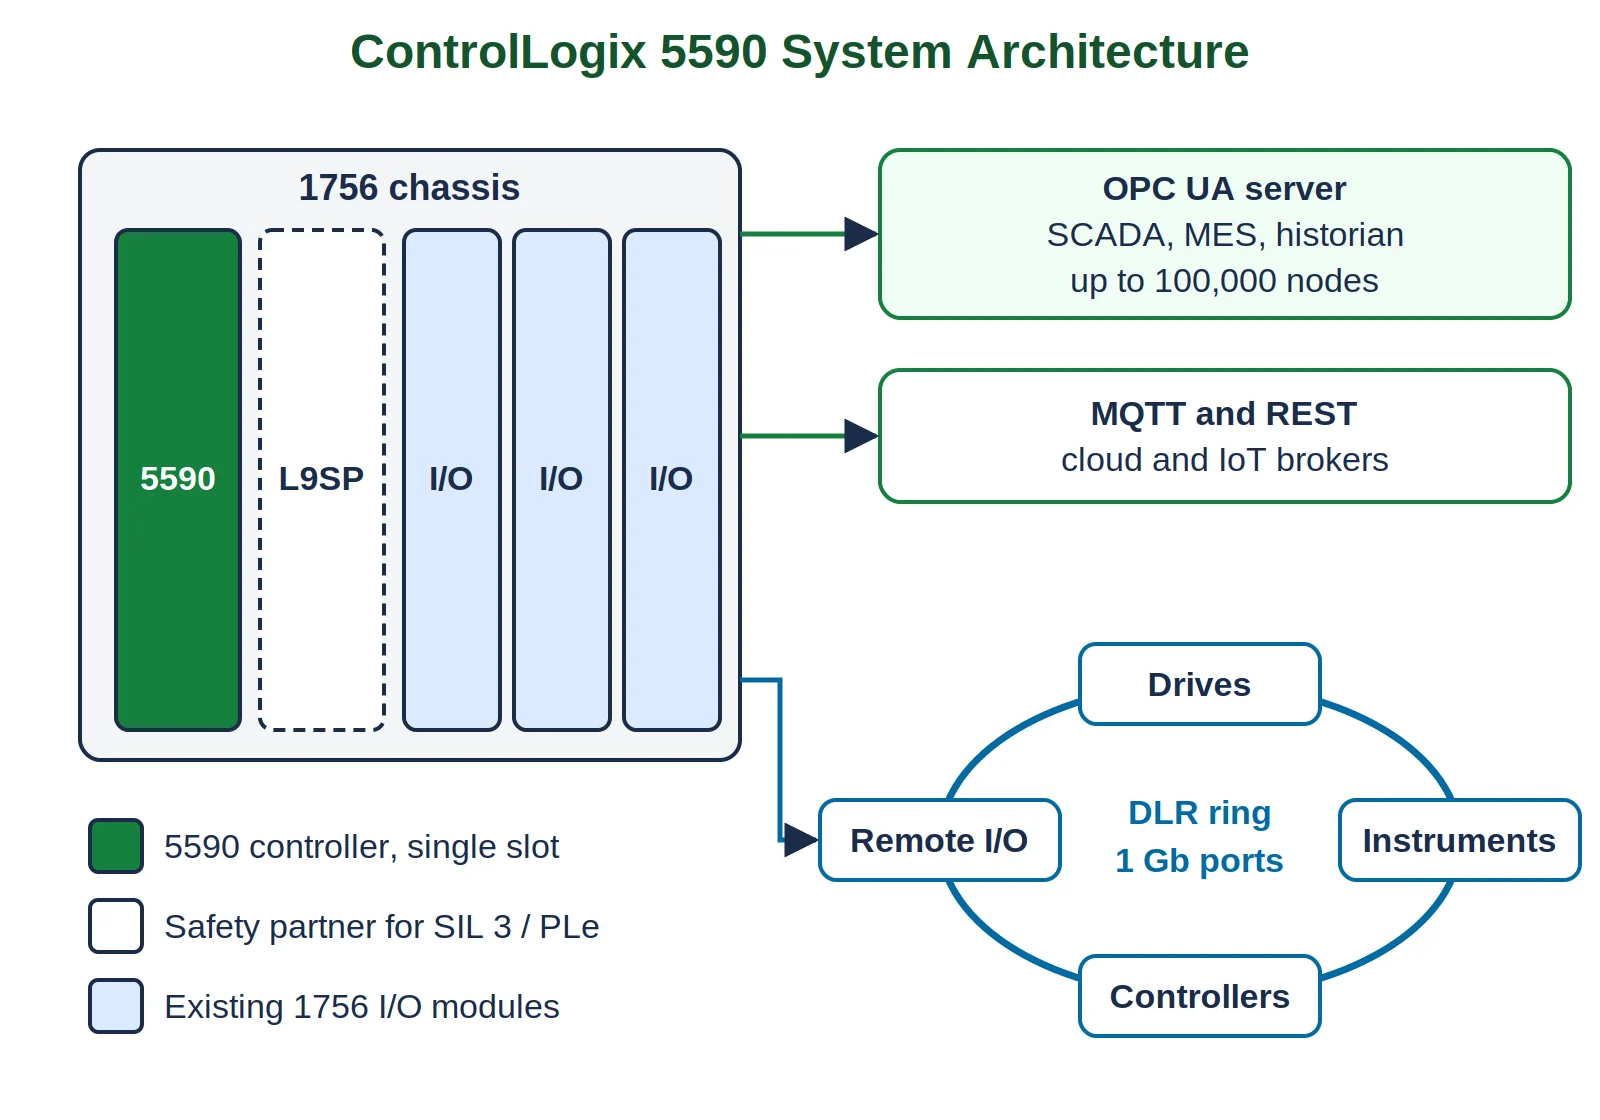 ControlLogix 5590 System Architecture
1756 chassis
5590
L9SP
I/O
I/O
I/O
OPC UA server
SCADA, MES, historian
up to 100,000 nodes
MQTT and REST
cloud and IoT brokers
Drives
Remote I/O
DLR ring
1 Gb ports
Instruments
Controllers
5590 controller, single slot
Safety partner for SIL 3 / PLe
Existing 1756 I/O modules